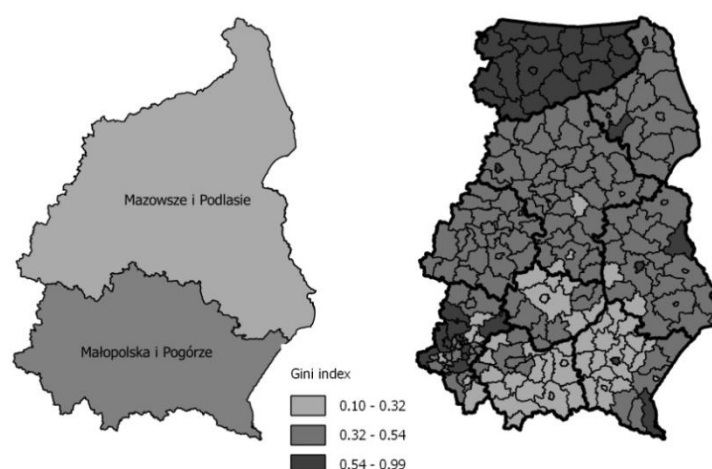 Mazowsze i Podlasie
Małopolska i Pogórze
Gini index
0.10 - 0.32
0.32 - 0.54
0.54 - 0.99